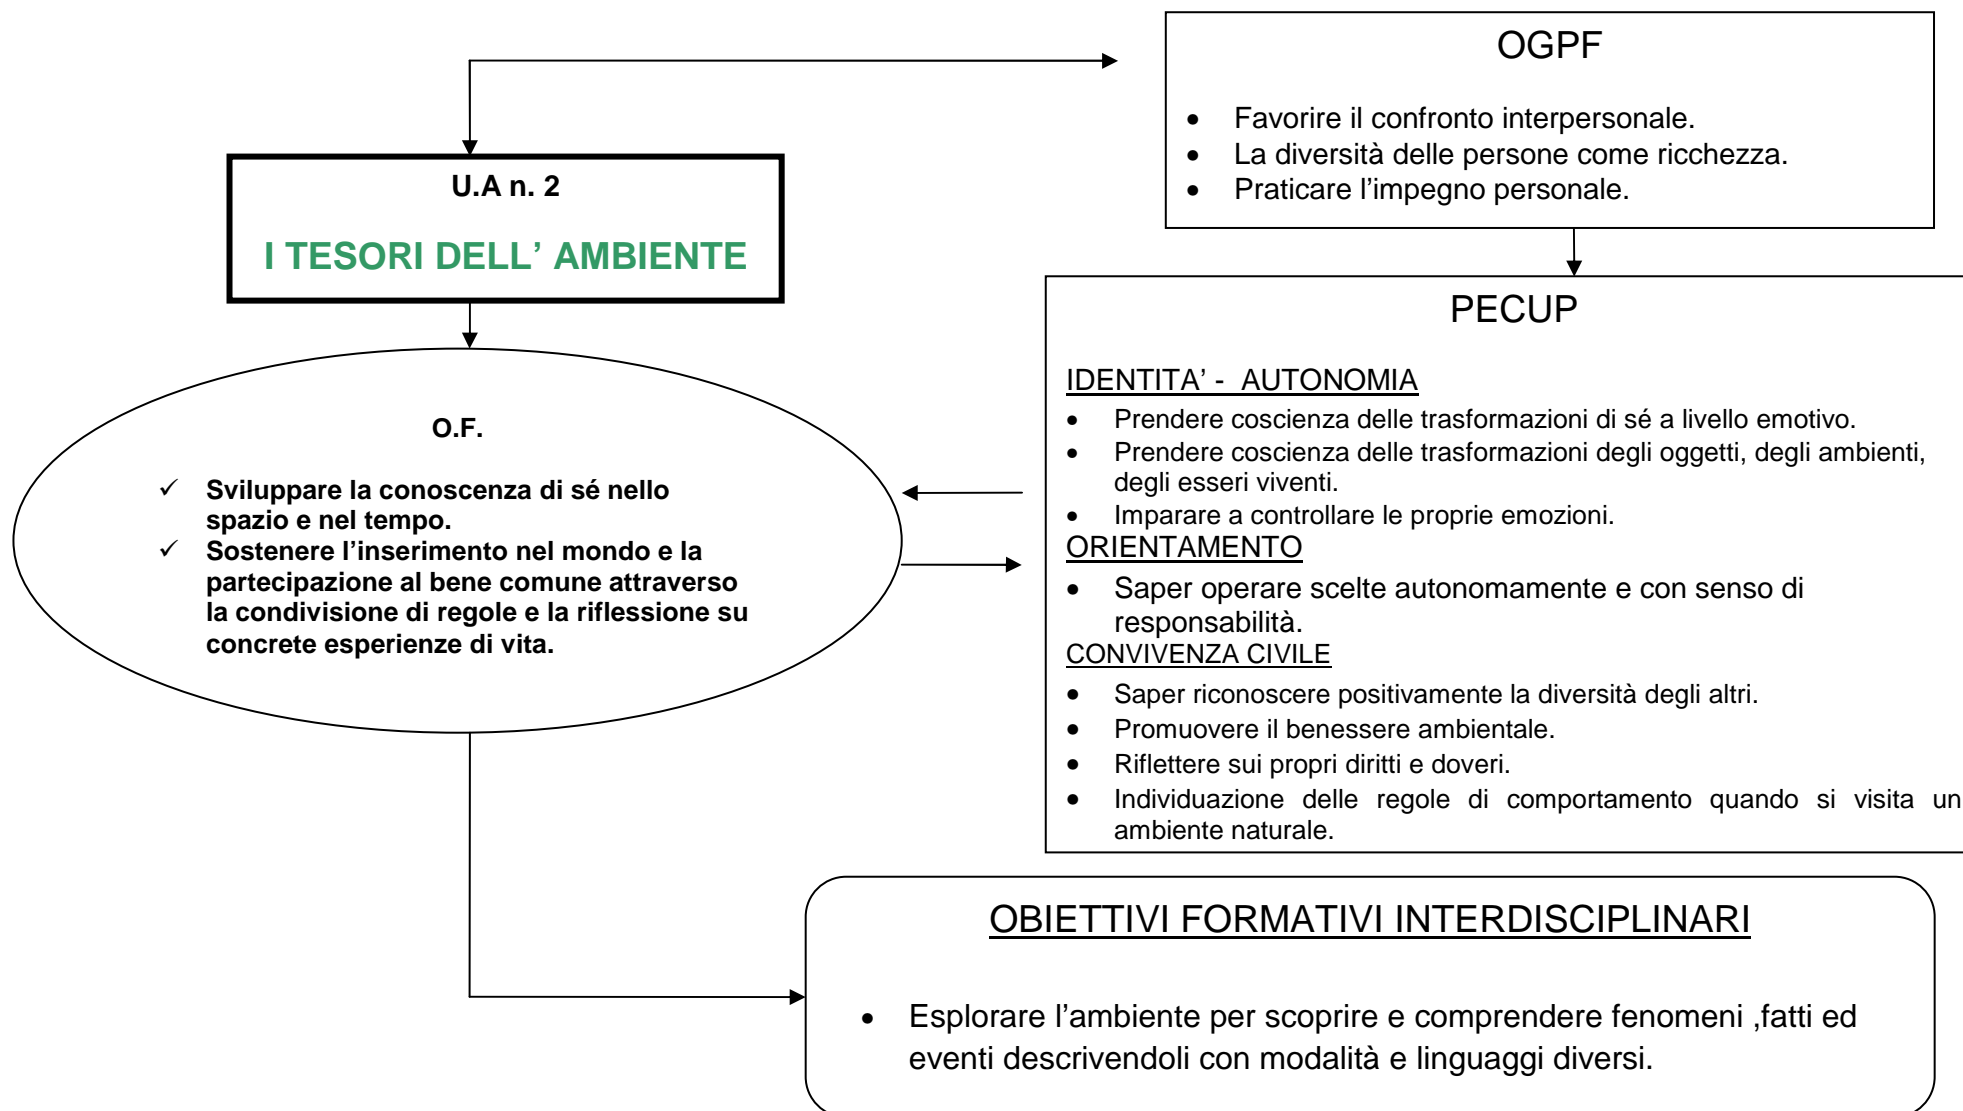 OGPF
• Favorire il confronto interpersonale.
• La diversità delle persone come ricchezza.
• Praticare l’impegno personale.
U.A n. 2
I TESORI DELL’ AMBIENTE
PECUP
IDENTITA’ - AUTONOMIA
• Prendere coscienza delle trasformazioni di sé a livello emotivo.
• Prendere coscienza delle trasformazioni degli oggetti, degli ambienti,
degli esseri viventi.
• Imparare a controllare le proprie emozioni.
ORIENTAMENTO
• Saper operare scelte autonomamente e con senso di
responsabilità.
CONVIVENZA CIVILE
• Saper riconoscere positivamente la diversità degli altri.
• Promuovere il benessere ambientale.
• Riflettere sui propri diritti e doveri.
• Individuazione delle regole di comportamento quando si visita un
ambiente naturale.
O.F.
✓ Sviluppare la conoscenza di sé nello
spazio e nel tempo.
✓ Sostenere l’inserimento nel mondo e la
partecipazione al bene comune attraverso
la condivisione di regole e la riflessione su
concrete esperienze di vita.
OBIETTIVI FORMATIVI INTERDISCIPLINARI
• Esplorare l’ambiente per scoprire e comprendere fenomeni ,fatti ed
eventi descrivendoli con modalità e linguaggi diversi.